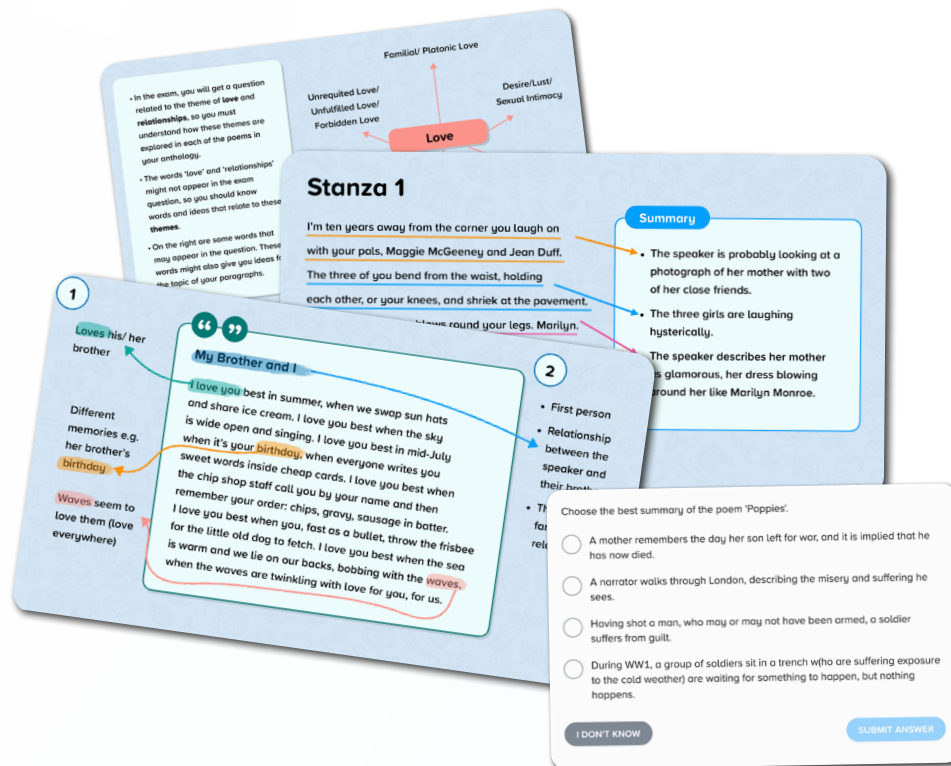 • In the exam, you will get a question
related to the theme of love and
relationships, so you must
understand how these themes are
explored in each of the poems in
your anthology.
• The words 'love' and 'relationships'
might not appear in the exam
question, so you should know
words and ideas that relate to these
themes.
• On the right are some words that
may appear in the question. These
words might also give you ideas
the topic of your paragraphs.
Familial/ Platonic Love
Unrequited Love/
Unfulfilled Love/
Forbidden Love
Desire/Lust/
Sexual Intimacy
Love
Stanza 1
I'm ten years away from the corner you laugh on
with your pals, Maggie McGeeney and Jean Duff.
The three of you bend from the waist, holding
each other, or your knees, and shriek at the pavement.
round your legs. Marilyn.
Summary
• The speaker is probably looking at a
photograph of her mother with two
of her close friends.
• The three girls are laughing
hysterically.
The speaker describes her mother
glamorous, her dress blowing
around her like Marilyn Monroe.
1
Loves his/ her
brother
Different
memories e.g.
her brother's
birthday
Waves seem to
love them (love
everywhere)
“ ”
My Brother and I
I love you best in summer, when we swap sun hats
and share ice cream. I love you best when the sky
is wide open and singing. I love you best in mid-July
when it's your birthday, when everyone writes you
sweet words inside cheap cards. I love you best when
the chip shop staff call you by your name and then
remember your order: chips, gravy, sausage in batter.
I love you best when you, fast as a bullet, throw the frisbee
for the little old dog to fetch. I love you best when the sea
is warm and we lie on our backs, bobbing with the waves,
when the waves are twinkling with love for you, for us.
2
• First person
• Relationship
between the
speaker and
their
Choose the best summary of the poem 'Poppies'.
A mother remembers the day her son left for war, and it is implied that he
has now died.
A narrator walks through London, describing the misery and suffering he
sees.
Having shot a man, who may or may not have been armed, a soldier
suffers from guilt.
During WW1, a group of soldiers sit in a trench w(ho are suffering exposure
to the cold weather) are waiting for something to happen, but nothing
happens.
I DON'T KNOW
SUBMIT ANSWER